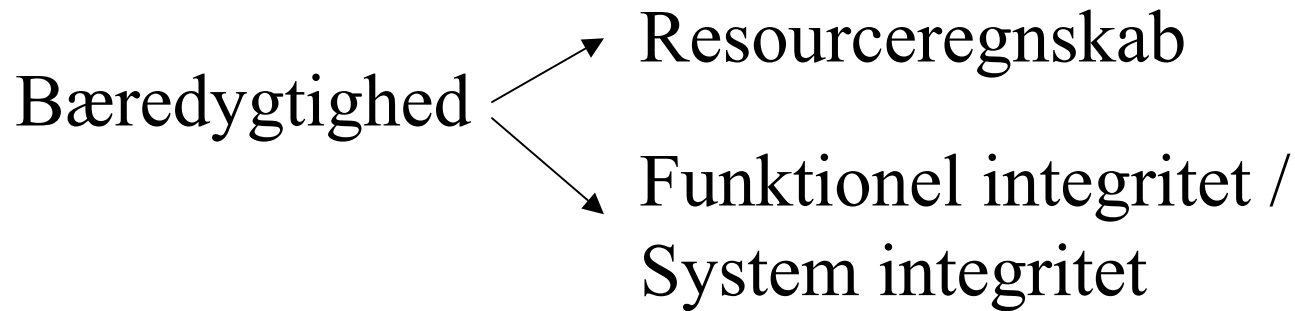 Bæredygtighed
Resourceregnskab
Funktionel integritet /
System integritet